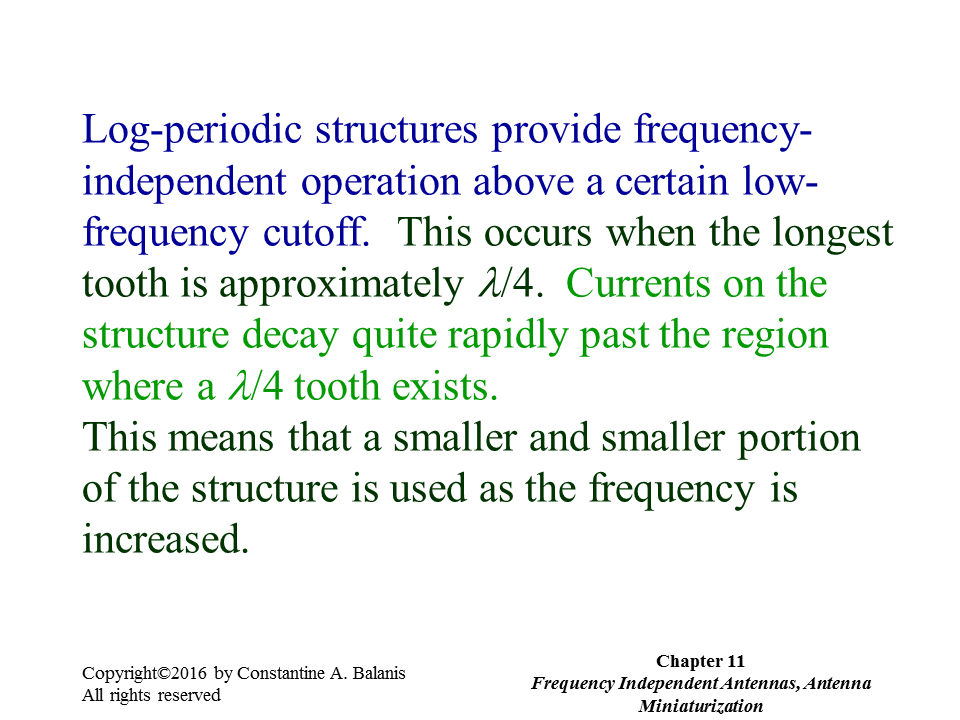 Log-periodic structures provide frequency-
independent operation above a certain low-
frequency cutoff.  This occurs when the longest
tooth is approximately λ/4.  Currents on the
structure decay quite rapidly past the region
where a λ/4 tooth exists.
This means that a smaller and smaller portion
of the structure is used as the frequency is
increased.
Copyright©2016 by Constantine A. Balanis
All rights reserved
Chapter 11
Frequency Independent Antennas, Antenna
Miniaturization